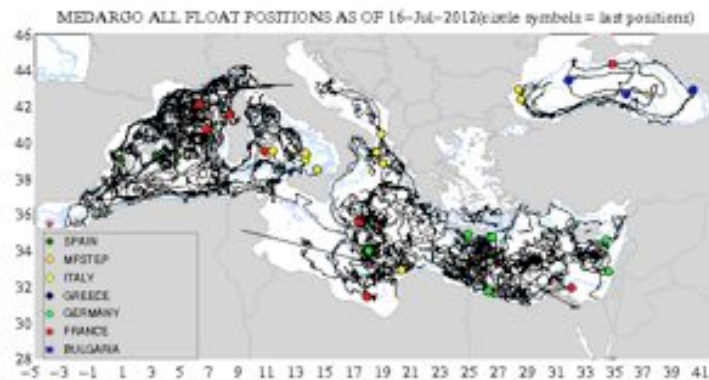 MEDARGO ALL FLOAT POSITIONS AS OF 16-Jul-2012(circle symbols = last positions)
46
44
42
40
38
36
34
32
30
28
SPAIN
MFSTEP
ITALY
GREECE
GERMANY
FRANCE
BULGARIA
-5 -3 -1 1 3 5 7 9 11 13 15 17 19 21 23 25 27 29 31 33 35 37 39 41